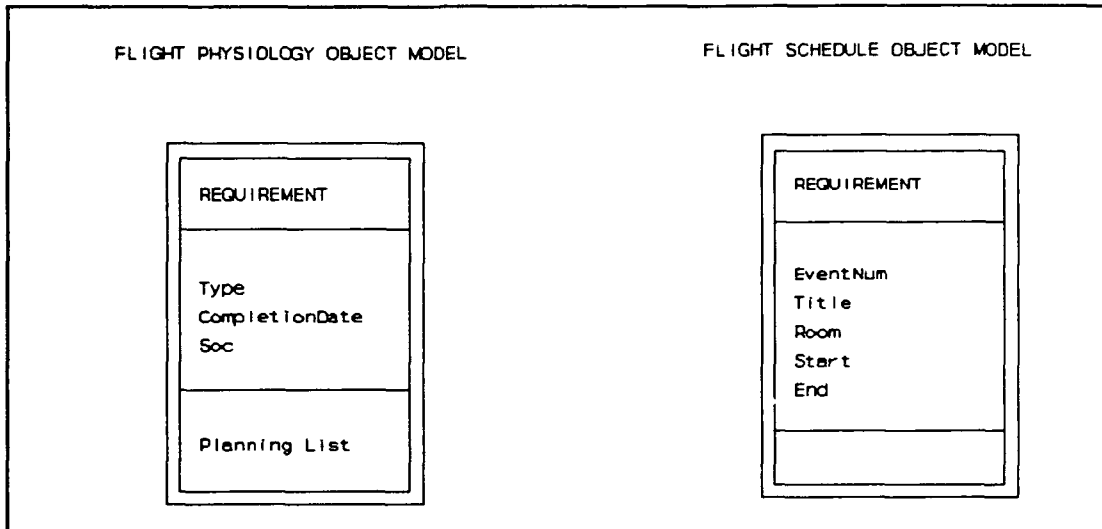 FLIGHT PHYSIOLOGY OBJECT MODEL
REQUIREMENT
Type
CompletionDate
Soc
Planning List
FLIGHT SCHEDULE OBJECT MODEL
REQUIREMENT
EventNum
Title
Room
Start
End